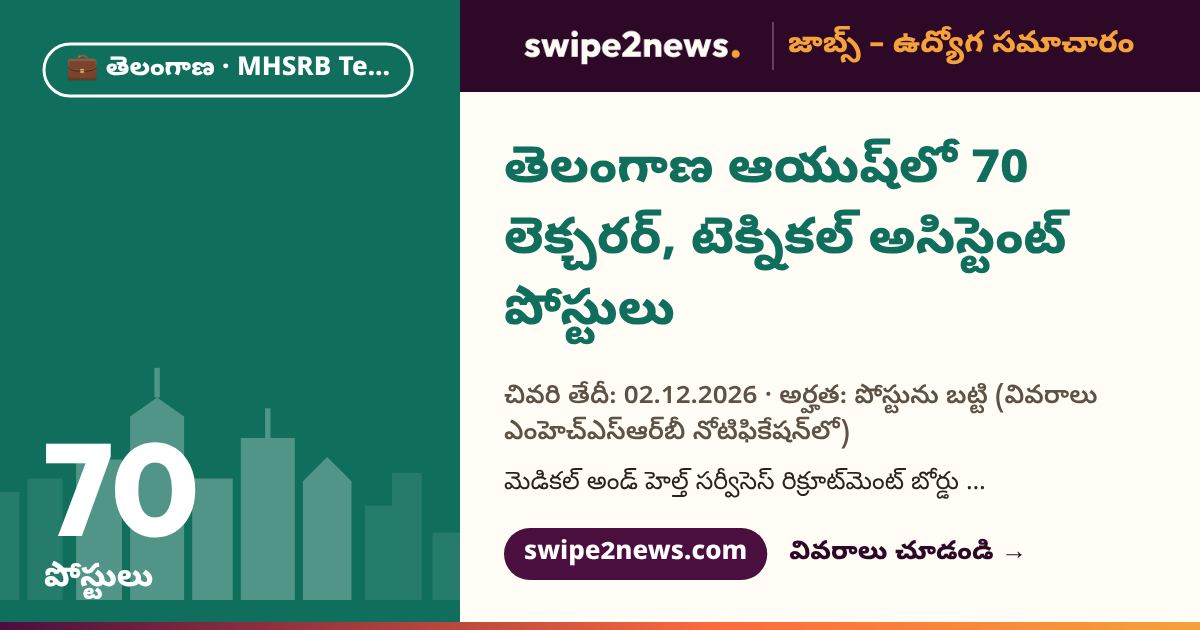 💼 తెలంగాణ · MHSRB Te...
swipe2news.
జాబ్స్ – ఉద్యోగ సమాచారం
తెలంగాణ ఆయుష్‌లో 70
లెక్చరర్, టెక్నికల్ అసిస్టెంట్
పోస్టులు
చివరి తేదీ: 02.12.2026 · అర్హత: పోస్టును బట్టి (వివరాలు
ఎంహెచ్‌ఎస్‌ఆర్‌బీ నోటిఫికేషన్‌లో)
మెడికల్ అండ్ హెల్త్ సర్వీసెస్ రిక్రూట్‌మెంట్ బోర్డు ...
70
పోస్టులు
swipe2news.com
వివరాలు చూడండి →